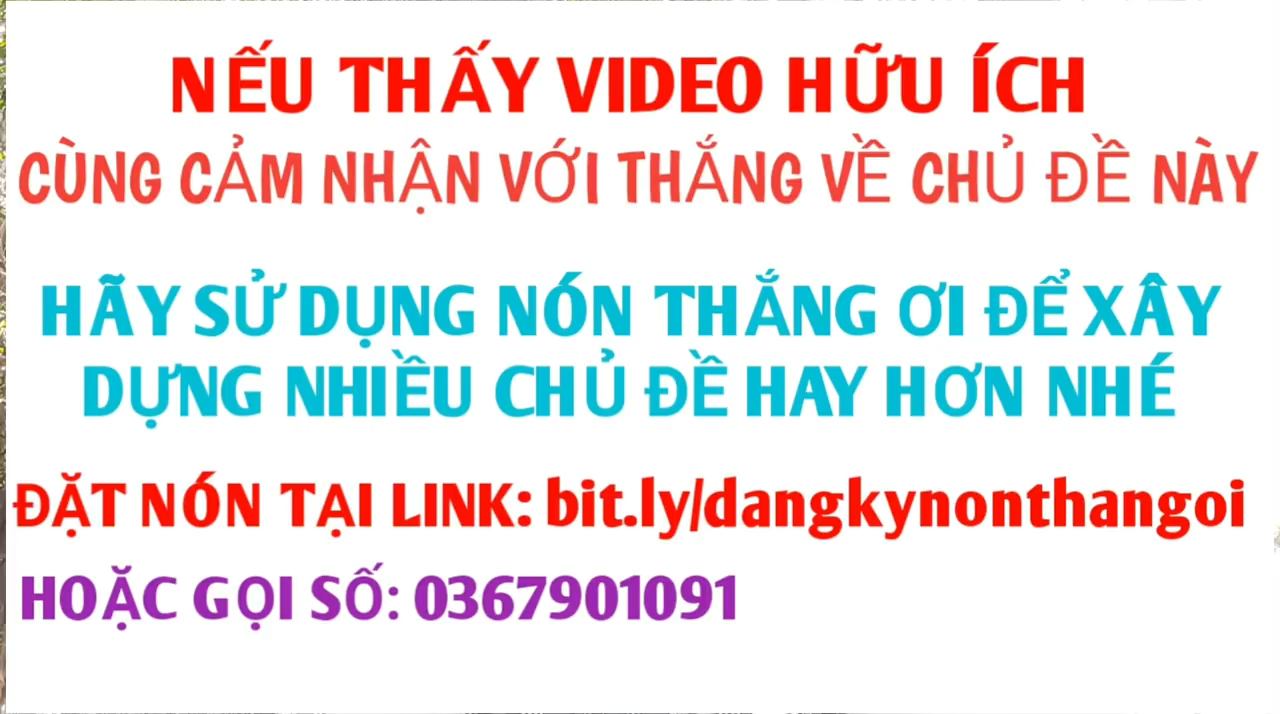 NẾU THẤY VIDEO HỮU ÍCH
CÙNG CẢM NHẬN VỚI THẮNG VỀ CHỦ ĐỀ NÀY
HÃY SỬ DỤNG NÓN THẮNG ƠI ĐỂ XÂY
DỰNG NHIỀU CHỦ ĐỀ HAY HƠN NHÉ
ĐẶT NÓN TẠI LINK: bit.ly/dangkynonthangoi
HOẶC GỌI SỐ: 0367901091